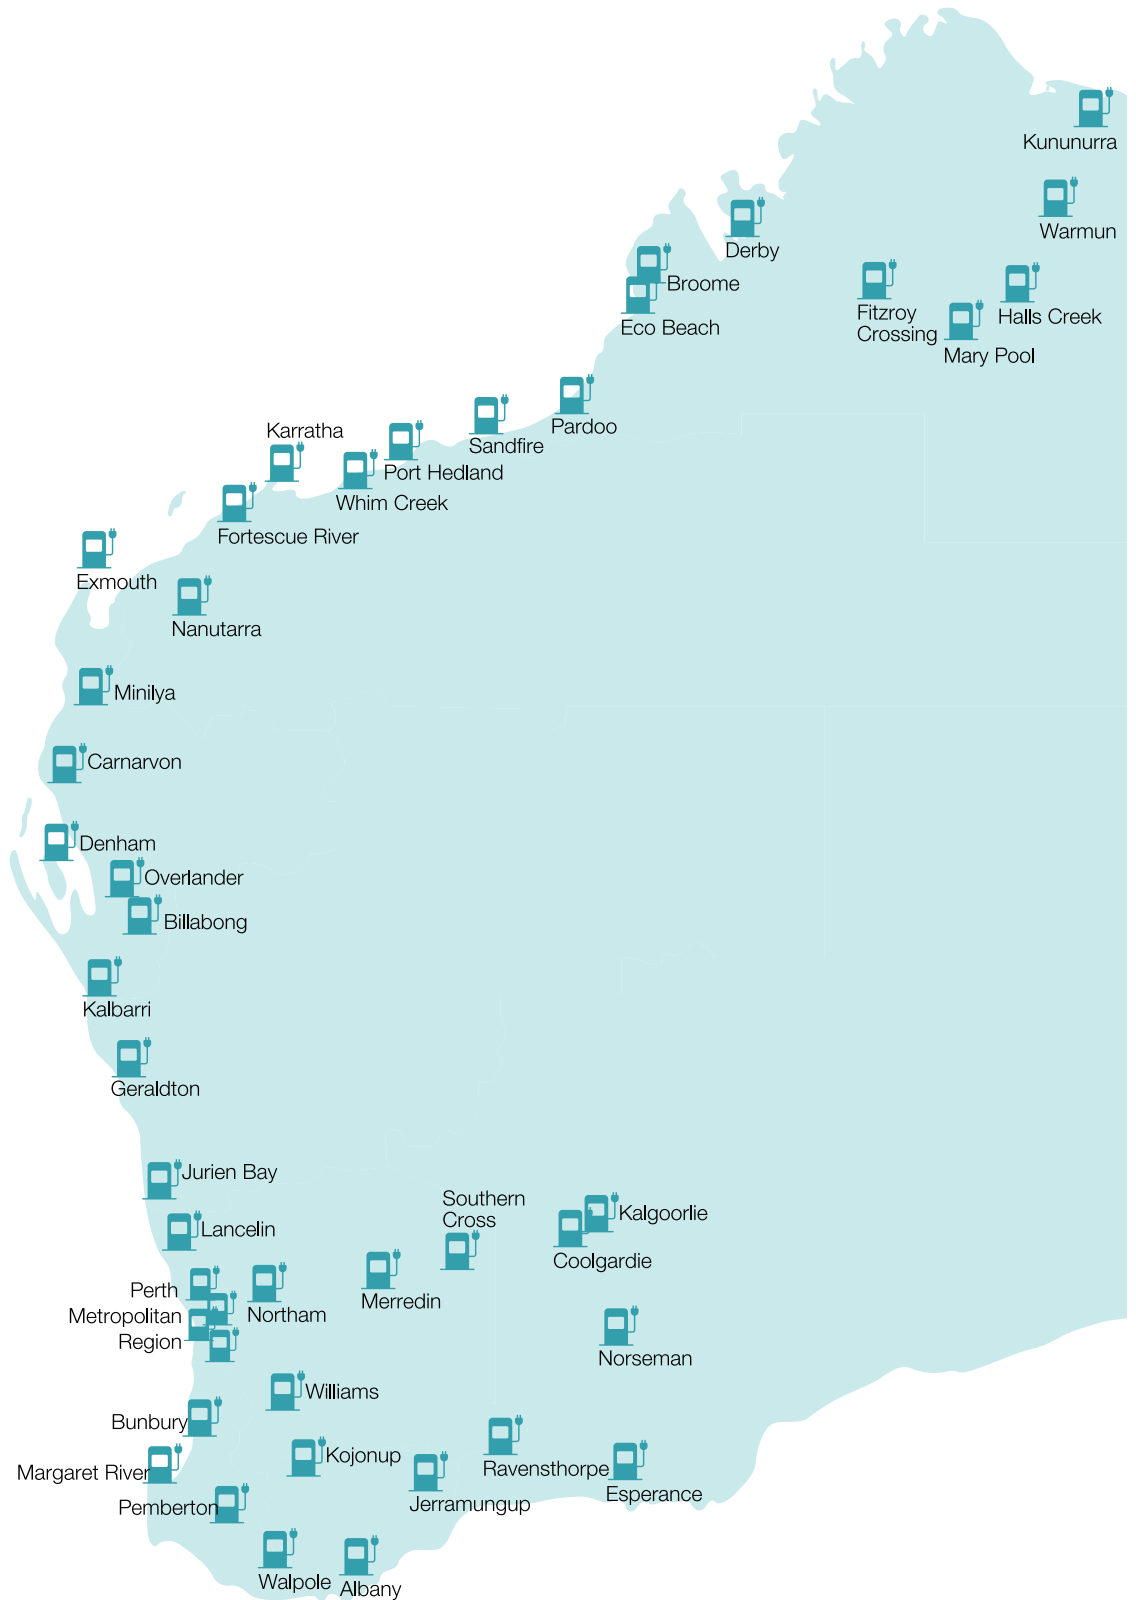 Kununurra
Warmun
Derby
Broome
Eco Beach
Fitzroy
Crossing
Halls Creek
Mary Pool
Pardoo
Sandfire
Karratha
Port Hedland
Whim Creek
Fortescue River
Exmouth
Nanutarra
Minilya
Carnarvon
Denham
Overlander
Billabong
Kalbarri
Geraldton
Jurien Bay
Southern
Cross
Kalgoorlie
Lancelin
Coolgardie
Perth
Metropolitan
Region
Northam
Merredin
Norseman
Williams
Bunbury
Kojonup
Margaret River
Ravensthorpe
Esperance
Pemberton
Jerramungup
Walpole
Albany